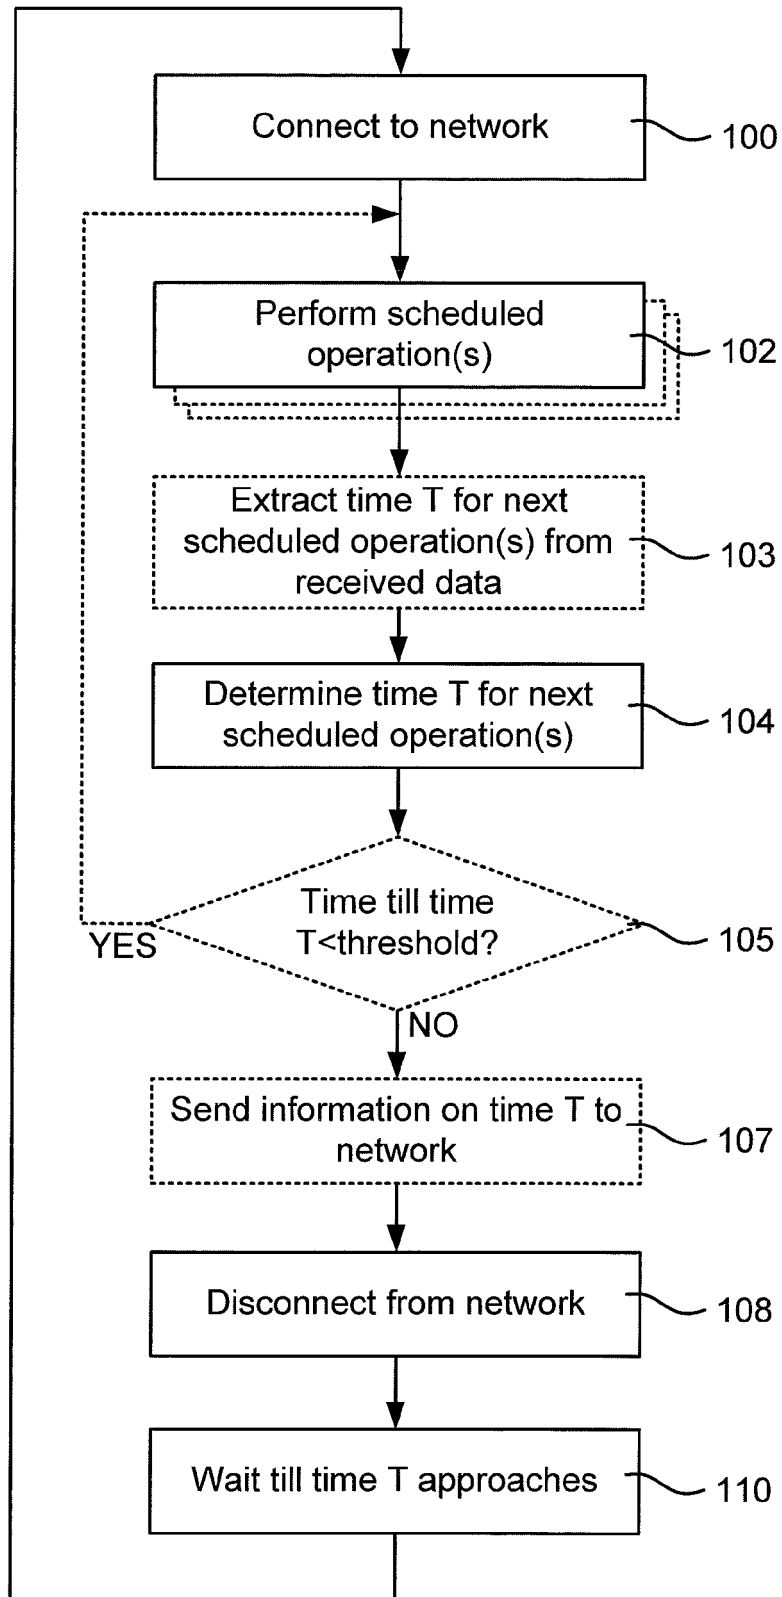 Connect to network
100
Perform scheduled
operation(s)
102
Extract time T for next
scheduled operation(s) from
received data
103
Determine time T for next
scheduled operation(s)
104
Time till time
T<threshold?
105
YES
NO
Send information on time T to
network
107
Disconnect from network
108
Wait till time T approaches
110